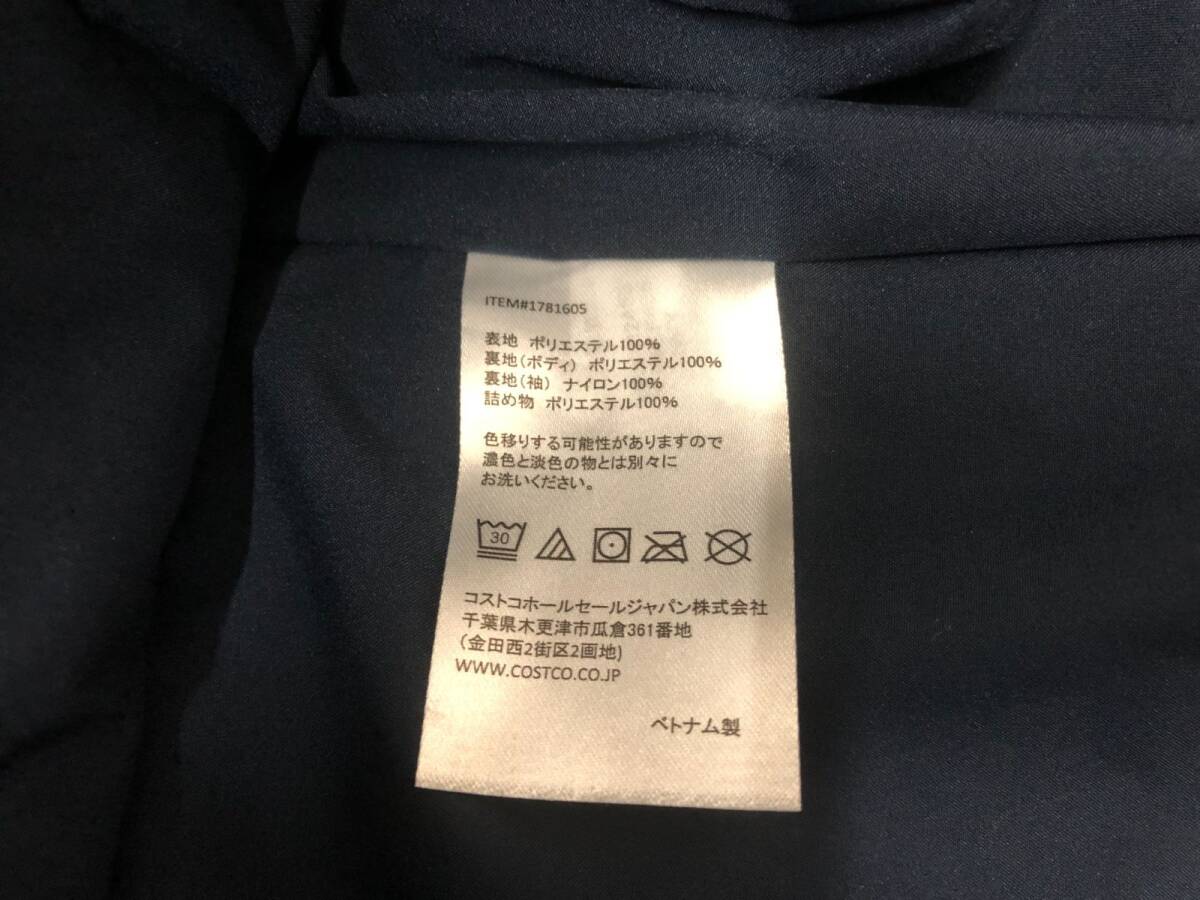 ITEM#1781605
表地 ポリエステル100%
裏地(ボディ) ポリエステル100%
裏地(袖) ナイロン100%
詰め物 ポリエステル100%
色移りする可能性がありますので
濃色と淡色の物とは別々に
お洗いください。
30
コストコホールセールジャパン株式会社
千葉県木更津市瓜倉361番地
(金田西2街区2画地)
WWW.COSTCO.CO.JP
ベトナム製